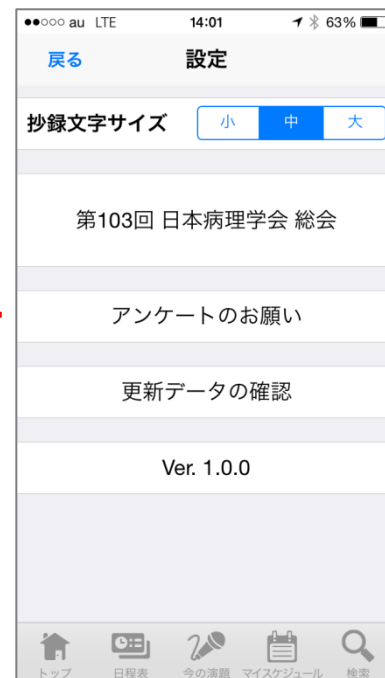 au LTE 14:01 63%
戻る 設定
抄録文字サイズ 小 中 大
第103回 日本病理学会 総会
アンケートのお願い
更新データの確認
Ver. 1.0.0
トップ 日程表 今の演題 マイスケジュール 検索